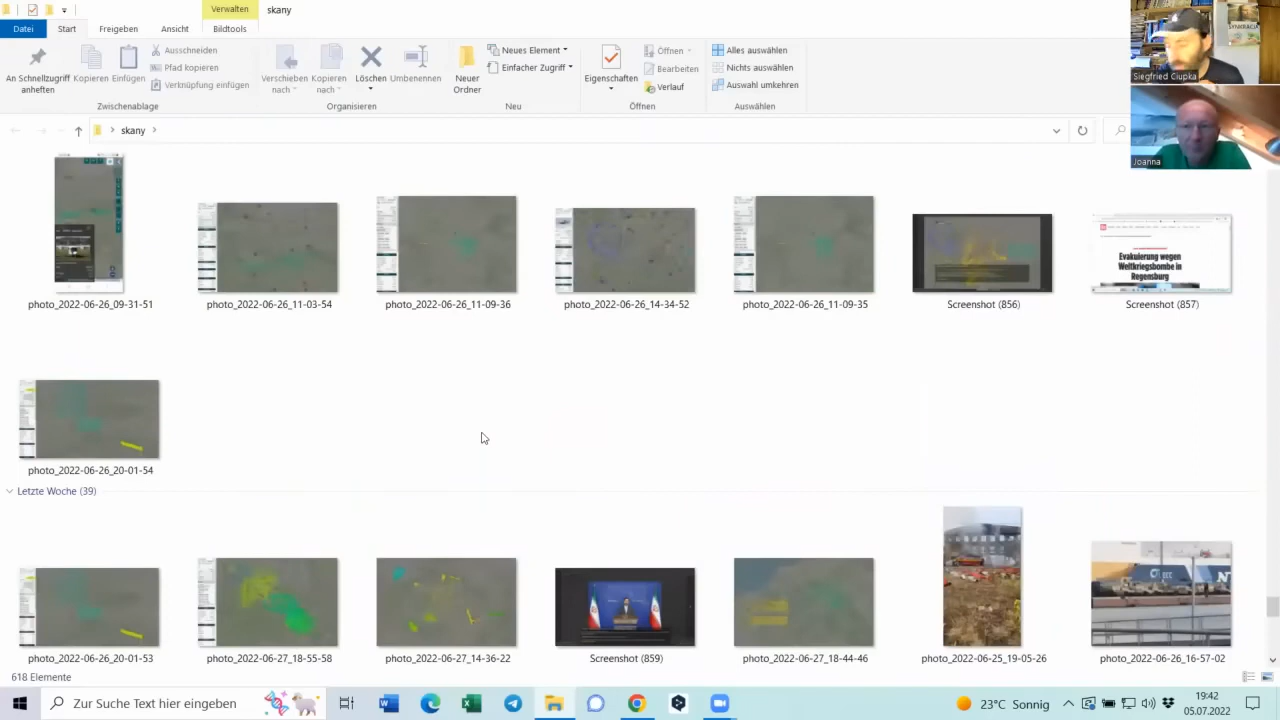 Verwalten
skany
Datei
Start
Freigeben
Ansicht
Bildtools
An Schnellzugriff anheften
Kopieren
Einfügen
Ausschneiden
Pfad kopieren
Verknüpfung einfügen
Zwischenablage
Verschieben nach
Kopieren nach
Löschen
Umbenennen
Organisieren
Neuer Ordner
Neues Element
Einfacher Zugriff
Neu
Eigenschaften
Öffnen
Bearbeiten
Verlauf
Öffnen
Alles auswählen
Nichts auswählen
Auswahl umkehren
Auswählen
Siegfried Ciupka
Joanna
skany
Evakuierung wegen
Weltkriegsbombe in
Regensburg
photo_2022-06-26_09-31-51
photo_2022-06-26_11-03-54
photo_2022-06-26_11-09-36
photo_2022-06-26_14-34-52
photo_2022-06-26_11-09-35
Screenshot (856)
Screenshot (857)
photo_2022-06-26_20-01-54
Letzte Woche (39)
photo_2022-06-26_20-01-53
photo_2022-06-27_18-55-58
photo_2022-06-27_14-36-22
Screenshot (859)
photo_2022-06-27_18-44-46
photo_2022-06-25_19-05-26
photo_2022-06-26_16-57-02
618 Elemente
Zur Suche Text hier eingeben
23°C Sonnig
19:42
05.07.2022